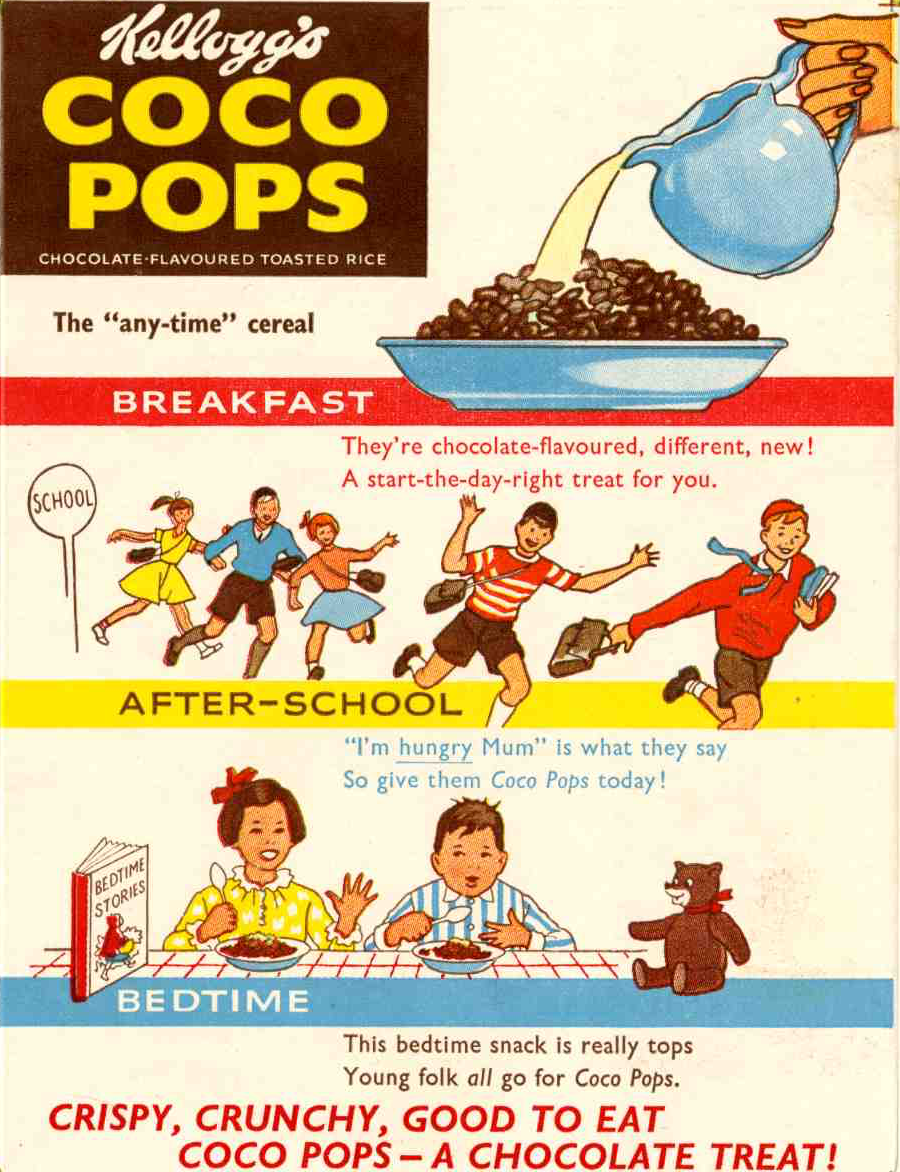 Kellogg's
COCO
POPS
CHOCOLATE-FLAVOURED TOASTED RICE
The "any-time" cereal
BREAKFAST
They're chocolate-flavoured, different, new!
A start-the-day-right treat for you.
SCHOOL
AFTER-SCHOOL
"I'm hungry Mum" is what they say
So give them Coco Pops today!
BEDTIME
STORIES
BEDTIME
This bedtime snack is really tops
Young folk all go for Coco Pops.
CRISPY, CRUNCHY, GOOD TO EAT
COCO POPS – A CHOCOLATE TREAT!